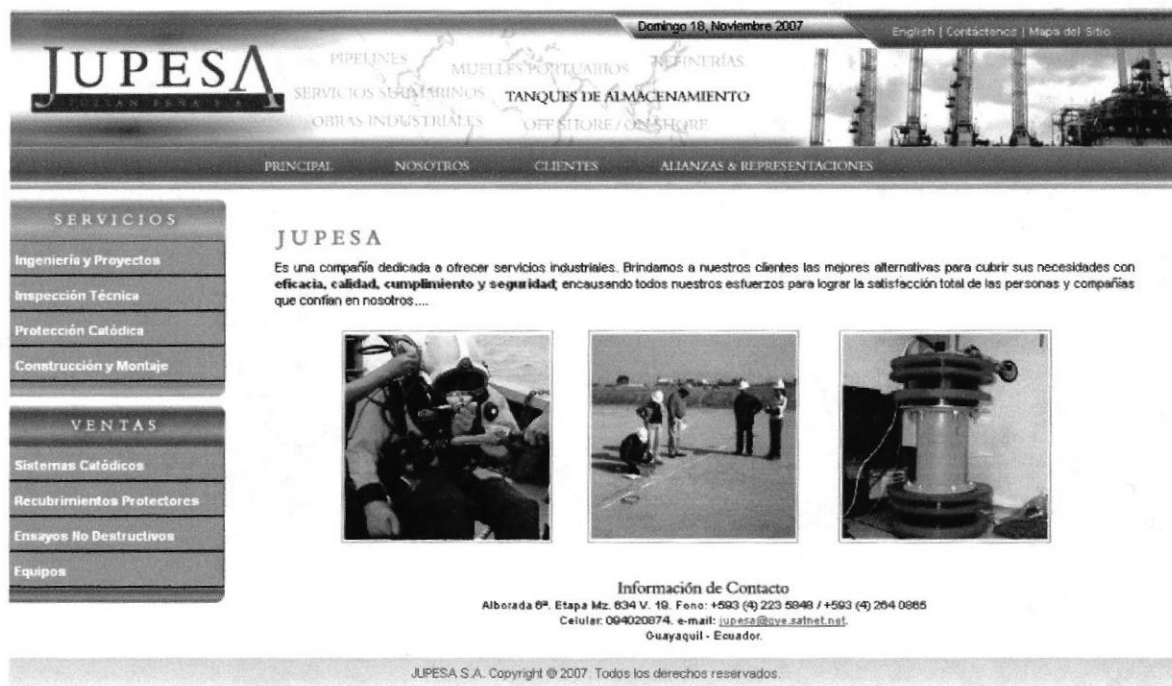 Domingo 18, Noviembre 2007
English | Contáctenos | Mapa del Sitio
JUPESA
JULIAN PEÑA S.A.
PIPELINES
MUELLES PORTUARIOS
REFINERÍAS
SERVICIOS SUBMARINOS
TANQUES DE ALMACENAMIENTO
OBRAS INDUSTRIALES
OFFSHORE / ONSHORE
PRINCIPAL
NOSOTROS
CLIENTES
ALIANZAS & REPRESENTACIONES
SERVICIOS
Ingeniería y Proyectos
Inspección Técnica
Protección Catódica
Construcción y Montaje
VENTAS
Sistemas Catódicos
Recubrimientos Protectores
Ensayos No Destructivos
Equipos
JUPESA
Es una compañía dedicada a ofrecer servicios industriales. Brindamos a nuestros clientes las mejores alternativas para cubrir sus necesidades con
eficacia, calidad, cumplimiento y seguridad; encausando todos nuestros esfuerzos para lograr la satisfacción total de las personas y compañías
que confían en nosotros....
Información de Contacto
Alborada 6ª. Etapa Mz. 634 V. 19. Fono: +593 (4) 223 5848 / +593 (4) 264 0865
Celular: 094020874. e-mail: jupesa@gye.satnet.net.
Guayaquil - Ecuador.
JUPESA S.A. Copyright © 2007. Todos los derechos reservados.